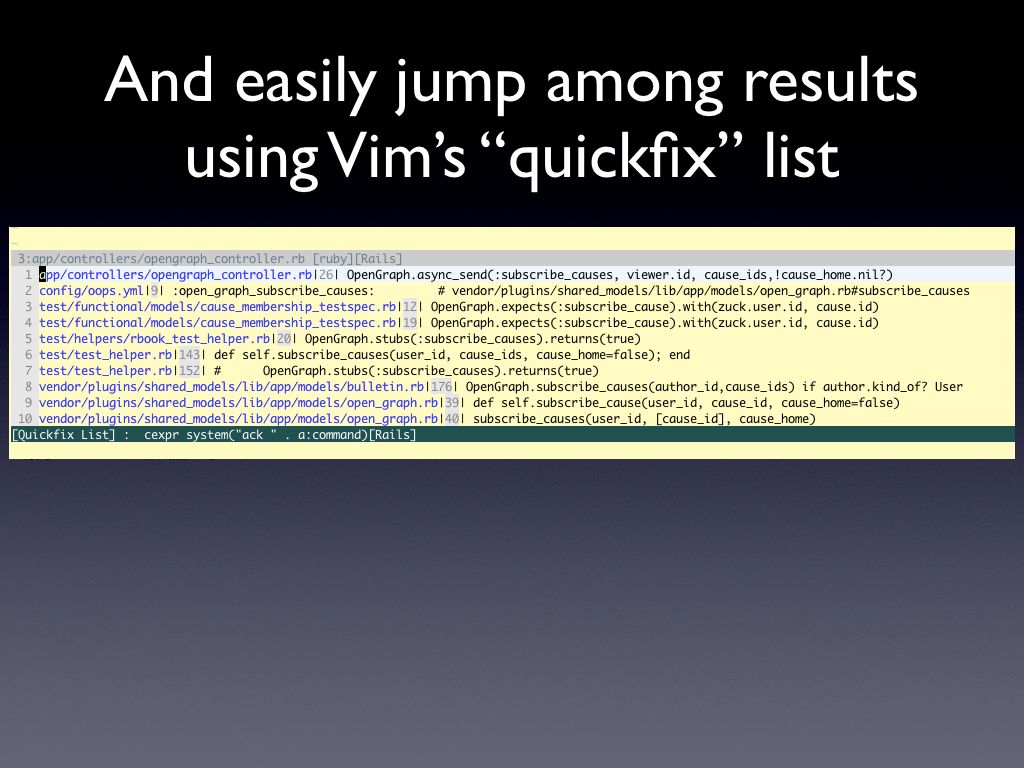 And easily jump among results
using Vim's “quickfix” list
~
~
3:app/controllers/opengraph_controller.rb [ruby][Rails]
1 app/controllers/opengraph_controller.rb|26| OpenGraph.async_send(:subscribe_causes, viewer.id, cause_ids,!cause_home.nil?)
2 config/oops.yml|9| :open_graph_subscribe_causes:         # vendor/plugins/shared_models/lib/app/models/open_graph.rb#subscribe_causes
3 test/functional/models/cause_membership_testspec.rb|12| OpenGraph.expects(:subscribe_cause).with(zuck.user.id, cause.id)
4 test/functional/models/cause_membership_testspec.rb|19| OpenGraph.expects(:subscribe_cause).with(zuck.user.id, cause.id)
5 test/helpers/rbook_test_helper.rb|20| OpenGraph.stubs(:subscribe_causes).returns(true)
6 test/test_helper.rb|143| def self.subscribe_causes(user_id, cause_ids, cause_home=false); end
7 test/test_helper.rb|152| #      OpenGraph.stubs(:subscribe_causes).returns(true)
8 vendor/plugins/shared_models/lib/app/models/bulletin.rb|176| OpenGraph.subscribe_causes(author_id,cause_ids) if author.kind_of? User
9 vendor/plugins/shared_models/lib/app/models/open_graph.rb|39| def self.subscribe_cause(user_id, cause_id, cause_home=false)
10 vendor/plugins/shared_models/lib/app/models/open_graph.rb|40| subscribe_causes(user_id, [cause_id], cause_home)
[Quickfix List] :  cexpr system("ack " . a:command)[Rails]